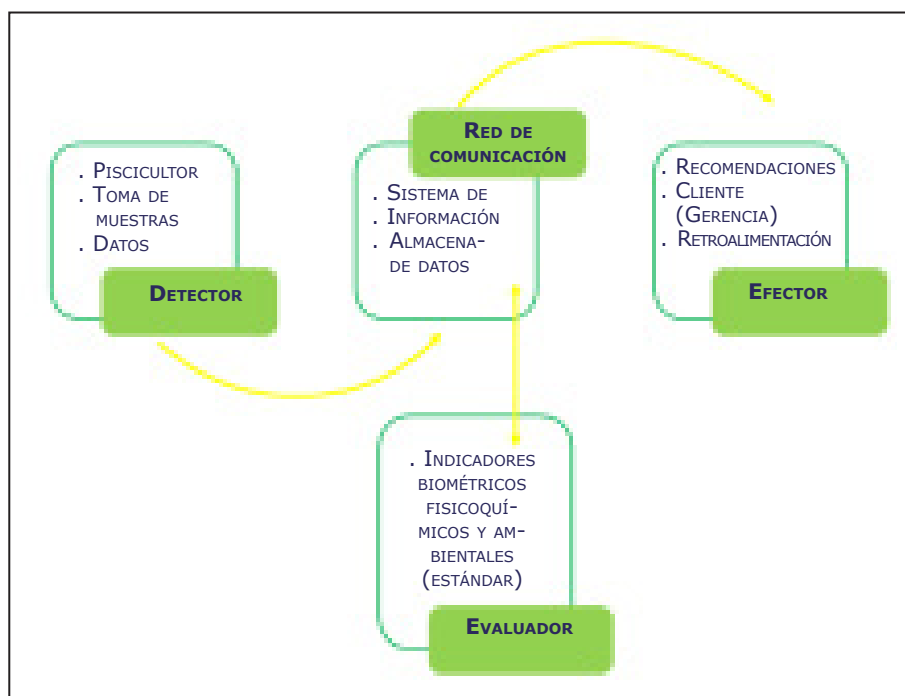 . Piscicultor
. Toma de
muestras
. Datos
Detector
Red de
comunicación
. Sistema de
. Información
. Almacena-
de datos
. Recomendaciones
. Cliente
(Gerencia)
. Retroalimentación
Efector
. Indicadores
biométricos
fisicoquí-
micos y am-
bientales
(estándar)
Evaluador